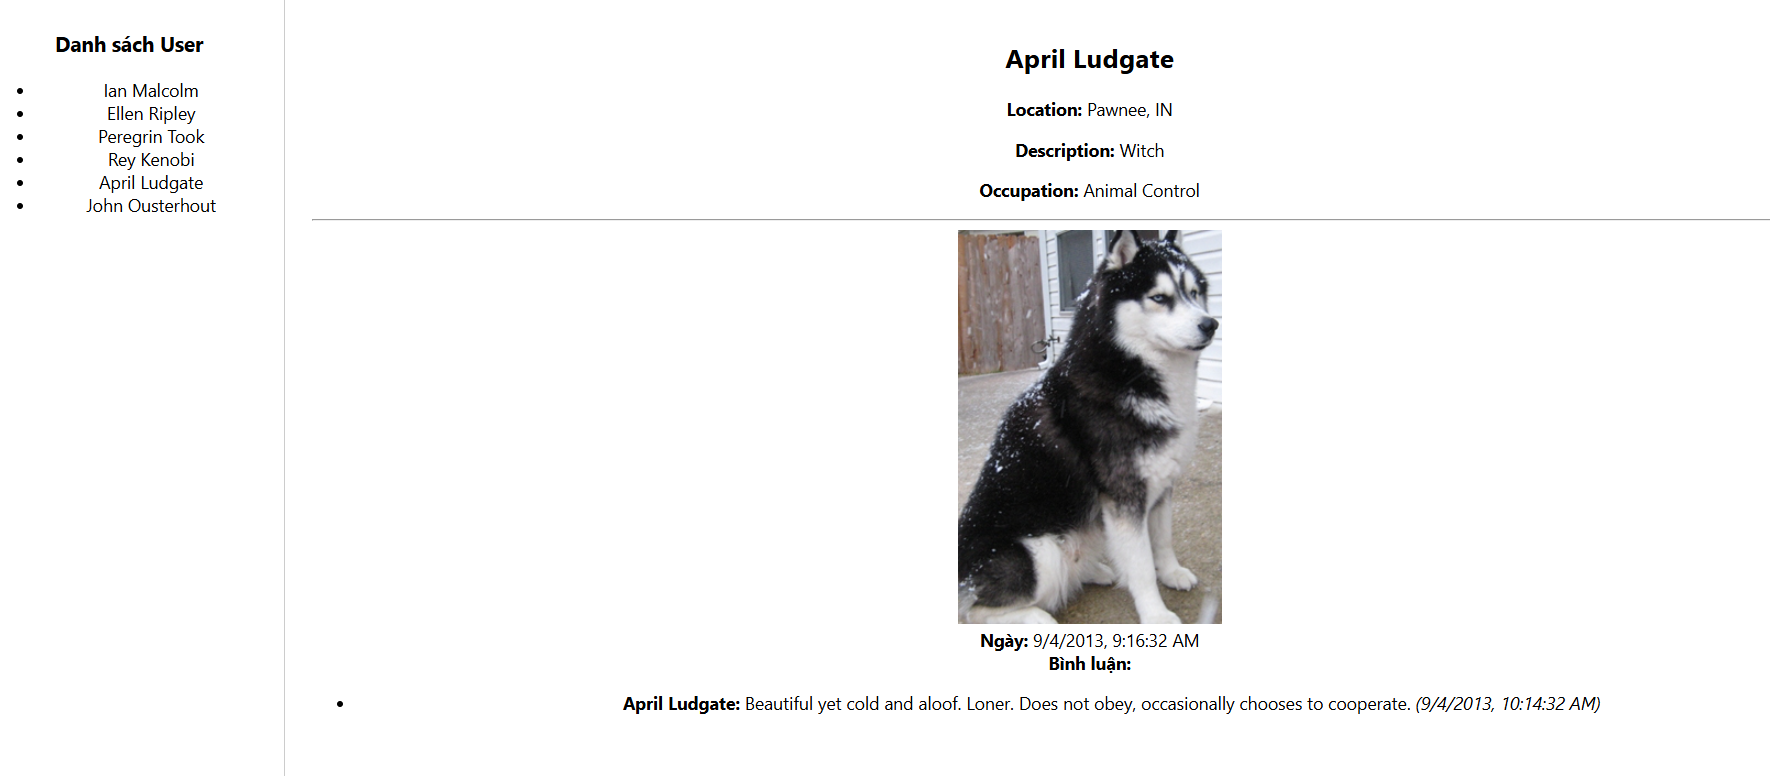 Danh sách User
Ian Malcolm
Ellen Ripley
Peregrin Took
Rey Kenobi
April Ludgate
John Ousterhout
April Ludgate
Location: Pawnee, IN
Description: Witch
Occupation: Animal Control
Ngày: 9/4/2013, 9:16:32 AM
Bình luận:
April Ludgate: Beautiful yet cold and aloof. Loner. Does not obey, occasionally chooses to cooperate. (9/4/2013, 10:14:32 AM)